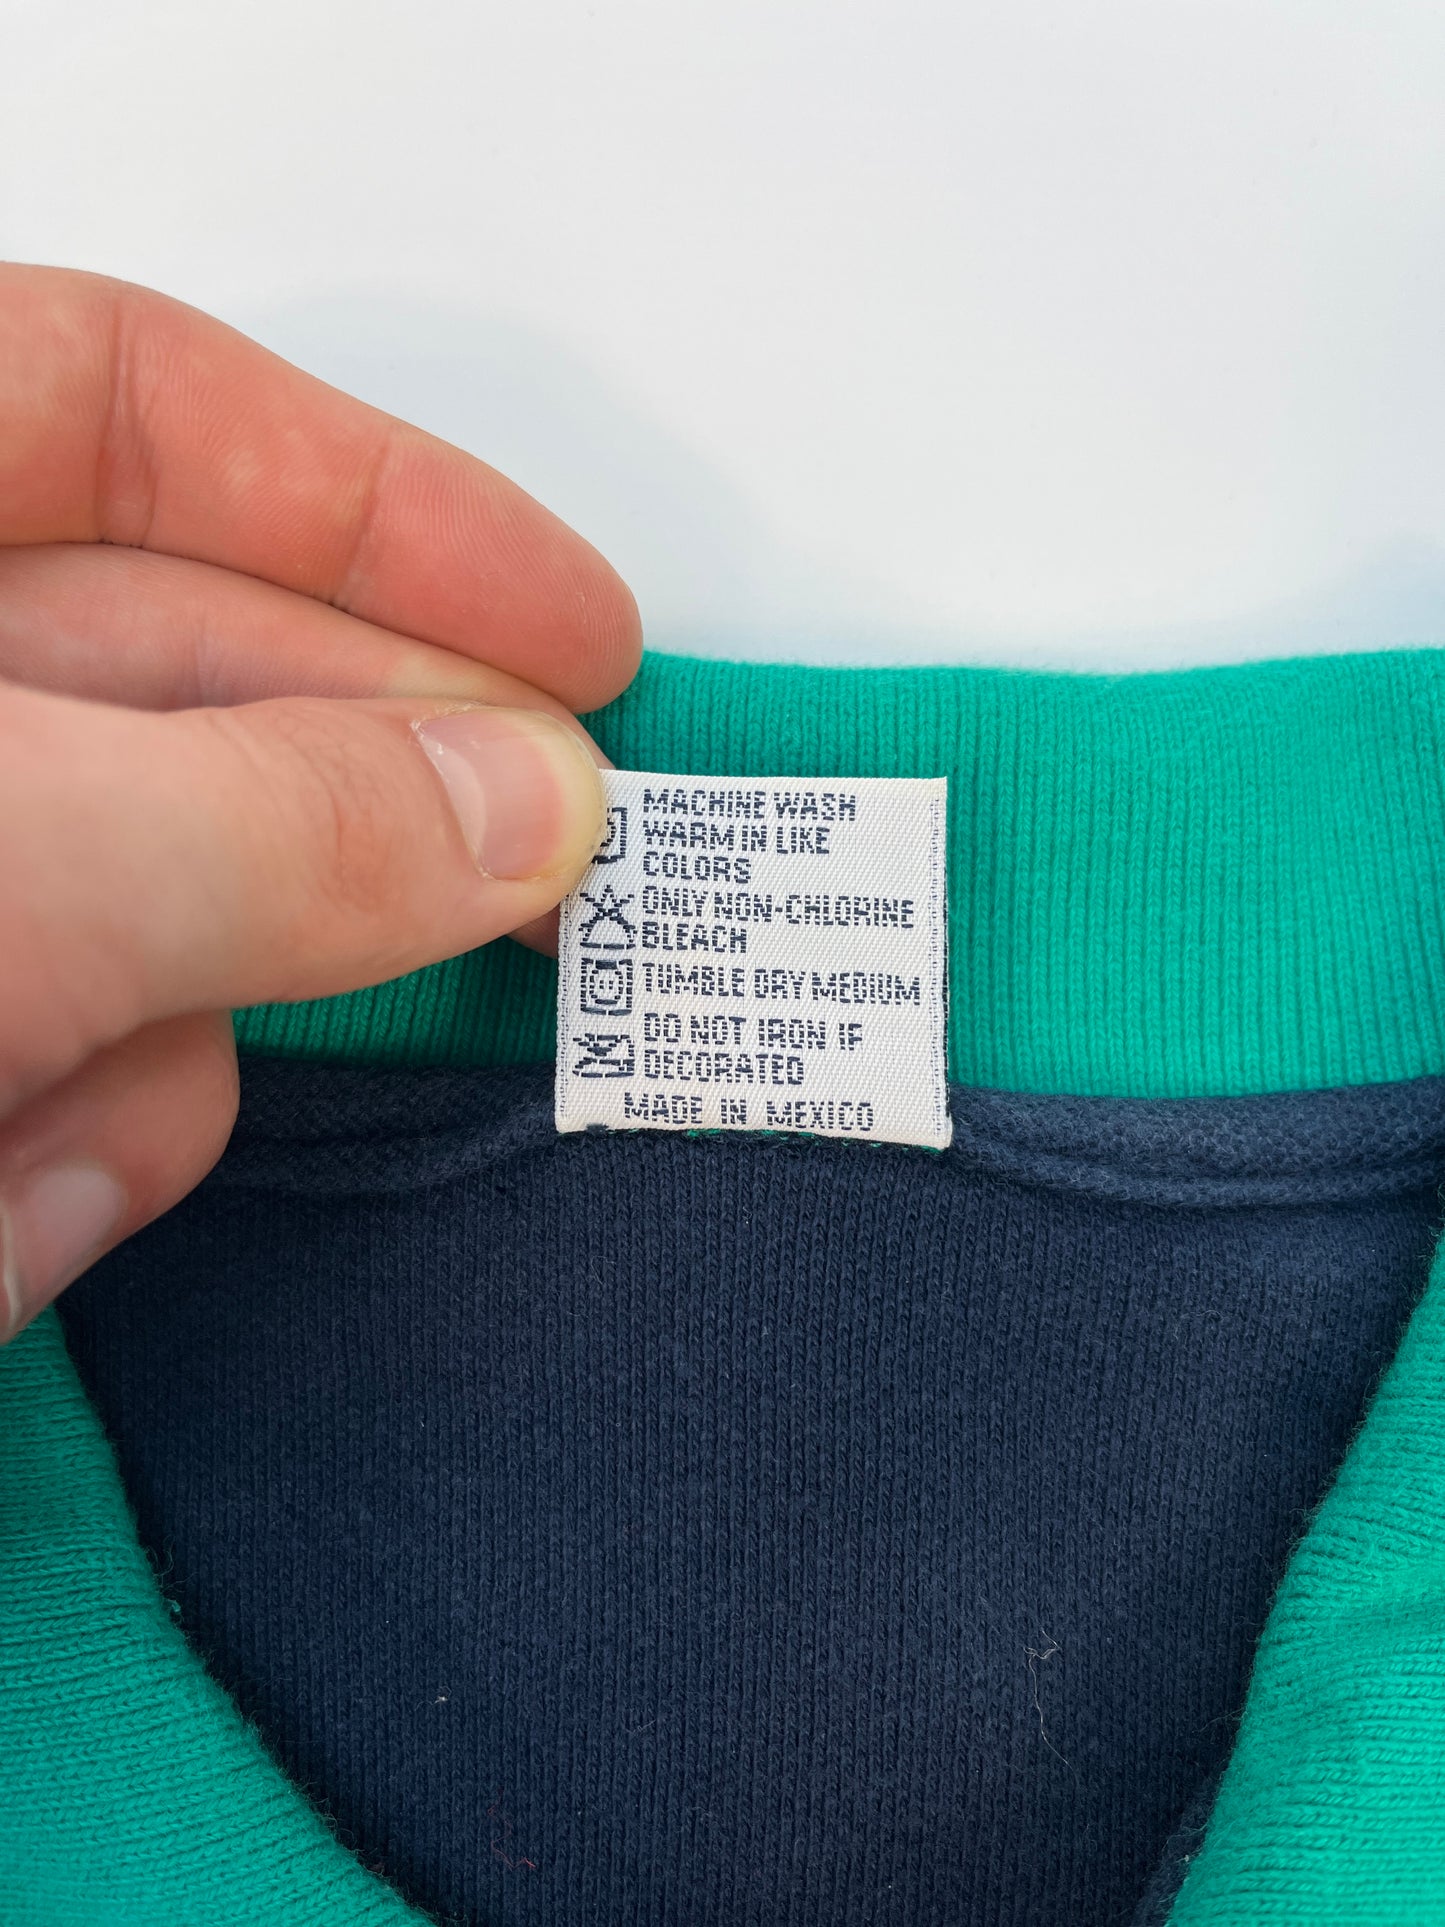 MACHINE WASH
WARM IN LIKE
COLORS
ONLY NON-CHLORINE
BLEACH
TUMBLE DRY MEDIUM
DO NOT IRON IF
DECORATED
MADE IN MEXICO